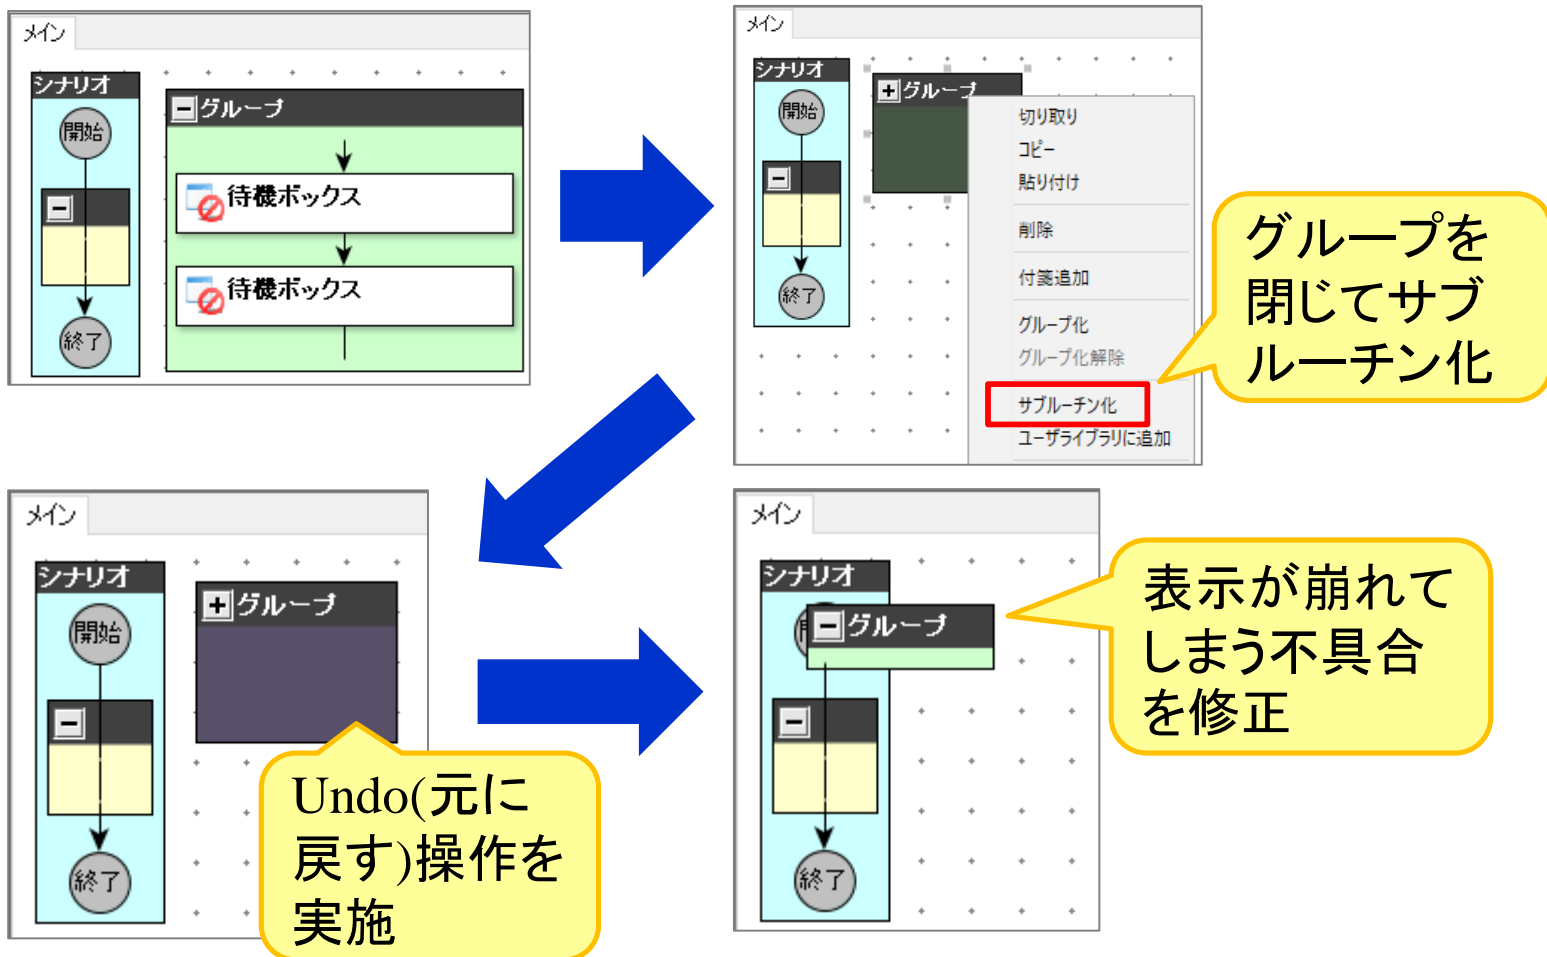 メイン
シナリオ
開始
終了
グループ
待機ボックス
待機ボックス
メイン
シナリオ
開始
終了
グループ
切り取り
コピー
貼り付け
削除
付箋追加
グループ化
グループ化解除
サブルーチン化
ユーザライブラリに追加
グループを
閉じてサブ
ルーチン化
メイン
シナリオ
開始
終了
グループ
Undo(元に
戻す)操作を
実施
メイン
シナリオ
グループ
終了
表示が崩れて
しまう不具合
を修正